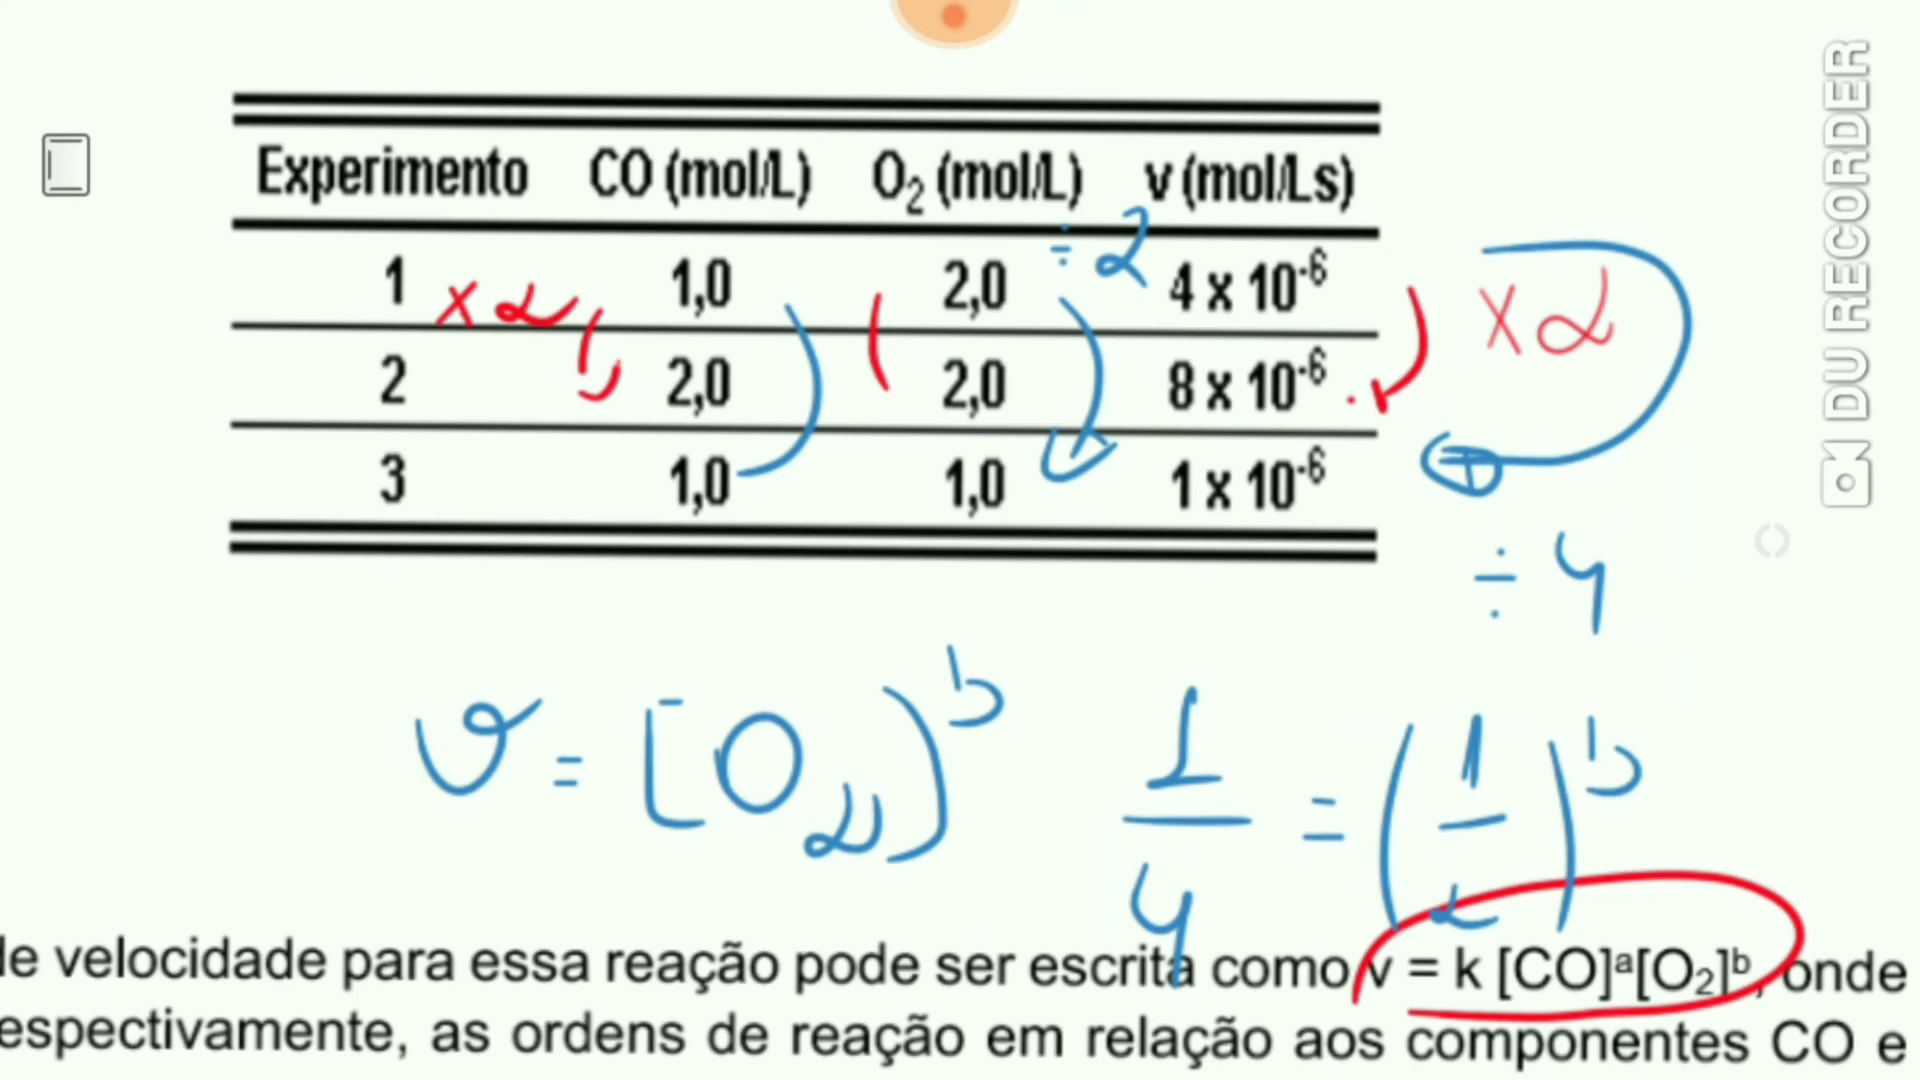 Experimento CO (mol/L) O₂ (mol/L) v (mol/Ls)
÷ 2
1 1,0 2,0 4 x 10⁻⁶
x 2
x 2
2 2,0 2,0 8 x 10⁻⁶
3 1,0 1,0 1 x 10⁻⁶
÷ 4
v = [O₂]ᵇ 1/4 = (1/2)ᵇ
de velocidade para essa reação pode ser escrita como v = k [CO]ᵃ[O₂]ᵇ, onde
espectivamente, as ordens de reação em relação aos componentes CO e
DU RECORDER